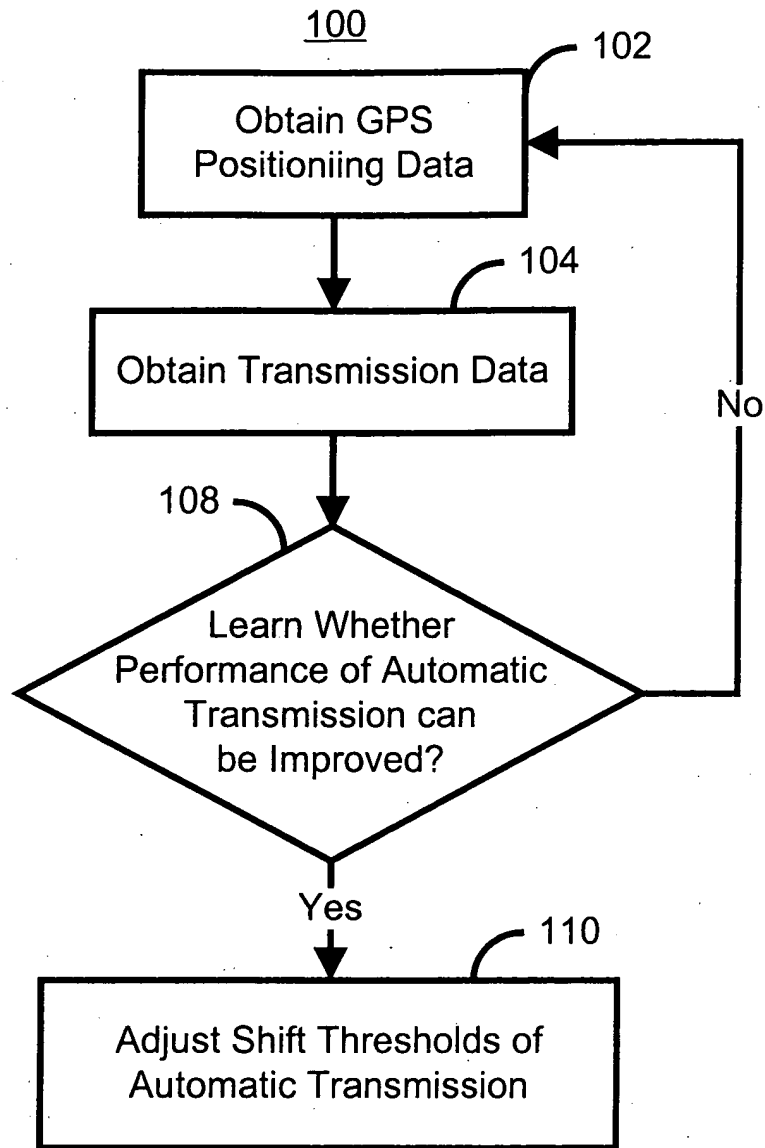 100
102
Obtain GPS
Positioniing Data
104
Obtain Transmission Data
No
108
Learn Whether
Performance of Automatic
Transmission can
be Improved?
Yes
110
Adjust Shift Thresholds of
Automatic Transmission